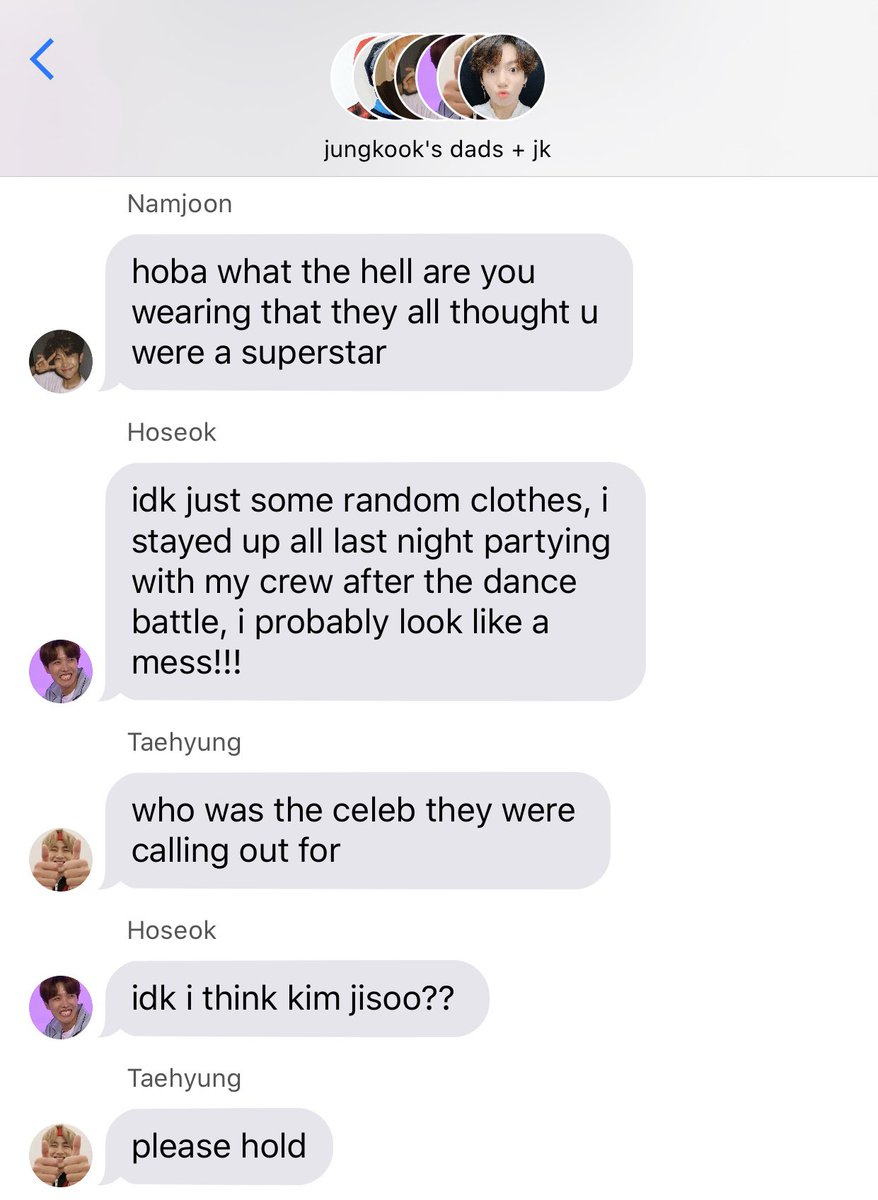 jungkook's dads + jk
Namjoon
hoba what the hell are you
wearing that they all thought u
were a superstar
Hoseok
idk just some random clothes, i
stayed up all last night partying
with my crew after the dance
battle, i probably look like a
mess!!!
Taehyung
who was the celeb they were
calling out for
Hoseok
idk i think kim jisoo??
Taehyung
please hold